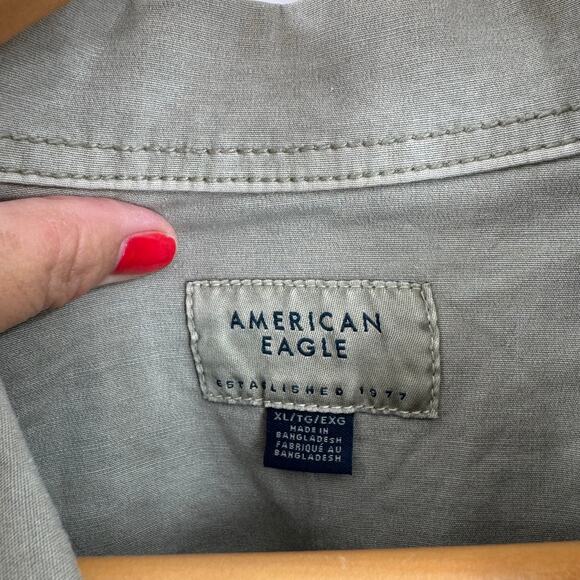 AMERICAN
EAGLE
ESTABLISHED 1977
XL/TG/EXG
MADE IN
BANGLADESH
FABRIQUÉ AU
BANGLADESH